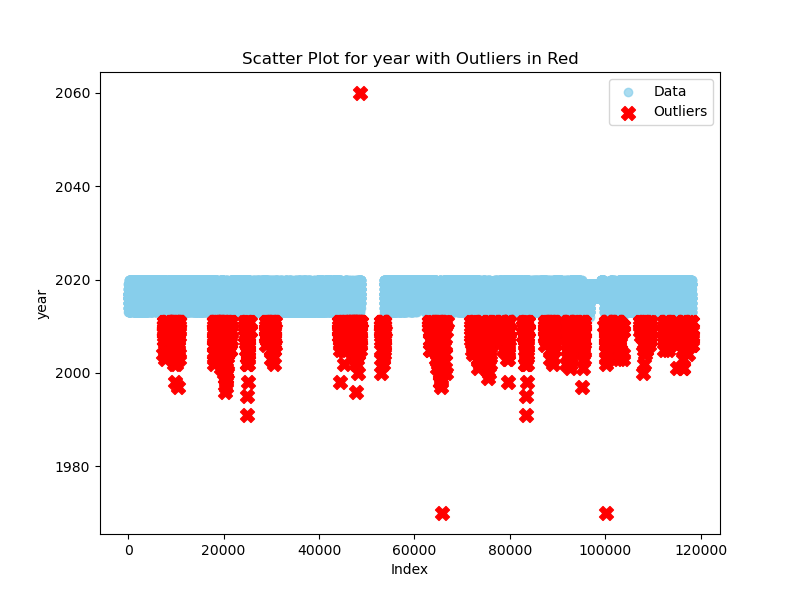 Scatter Plot for year with Outliers in Red
Data
Outliers
2060
2040
2020
2000
1980
year
0 20000 40000 60000 80000 100000 120000
Index